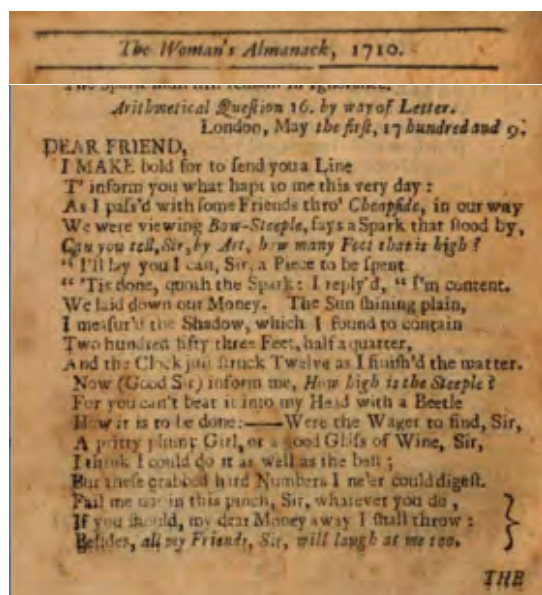 The Woman's Almanack, 1710.
Arithmetical Queſtion 16. by way of Letter.
London, May the firſt, 17 hundred and 9.
DEAR FRIEND,
I MAKE bold for to ſend you a Line
T' inform you what hapt to me this very day :
As I paſs'd with ſome Friends thro' Cheapſide, in our way
We were viewing Bow-Steeple, ſays a Spark that ſtood by,
Can you tell, Sir, by Art, how many Feet that is high ?
“ I'll lay you I can, Sir, a Piece to be ſpent
“ 'Tis done, quoth the Spark : I reply'd, “ I'm content.
We laid down our Money. The Sun ſhining plain,
I meaſur'd the Shadow, which I found to contain
Two hundred fifty three Feet, half a quarter,
And the Clock juſt ſtruck Twelve as I finiſh'd the matter.
Now (Good Sir) inform me, How high is the Steeple ?
For you can't beat it into my Head with a Beetle
How it is to be done :—— Were the Wager to find, Sir,
A pritty plump Girl, or a good Glaſs of Wine, Sir,
I think I could do it as well as the beſt ;
But theſe crabbed hard Numbers I ne'er could digeſt.
Fail me not in this pinch, Sir, whatever you do,
If you ſhould, my dear Money away I ſhall throw :
Beſides, all my Friends, Sir, will laugh at me too.
THE